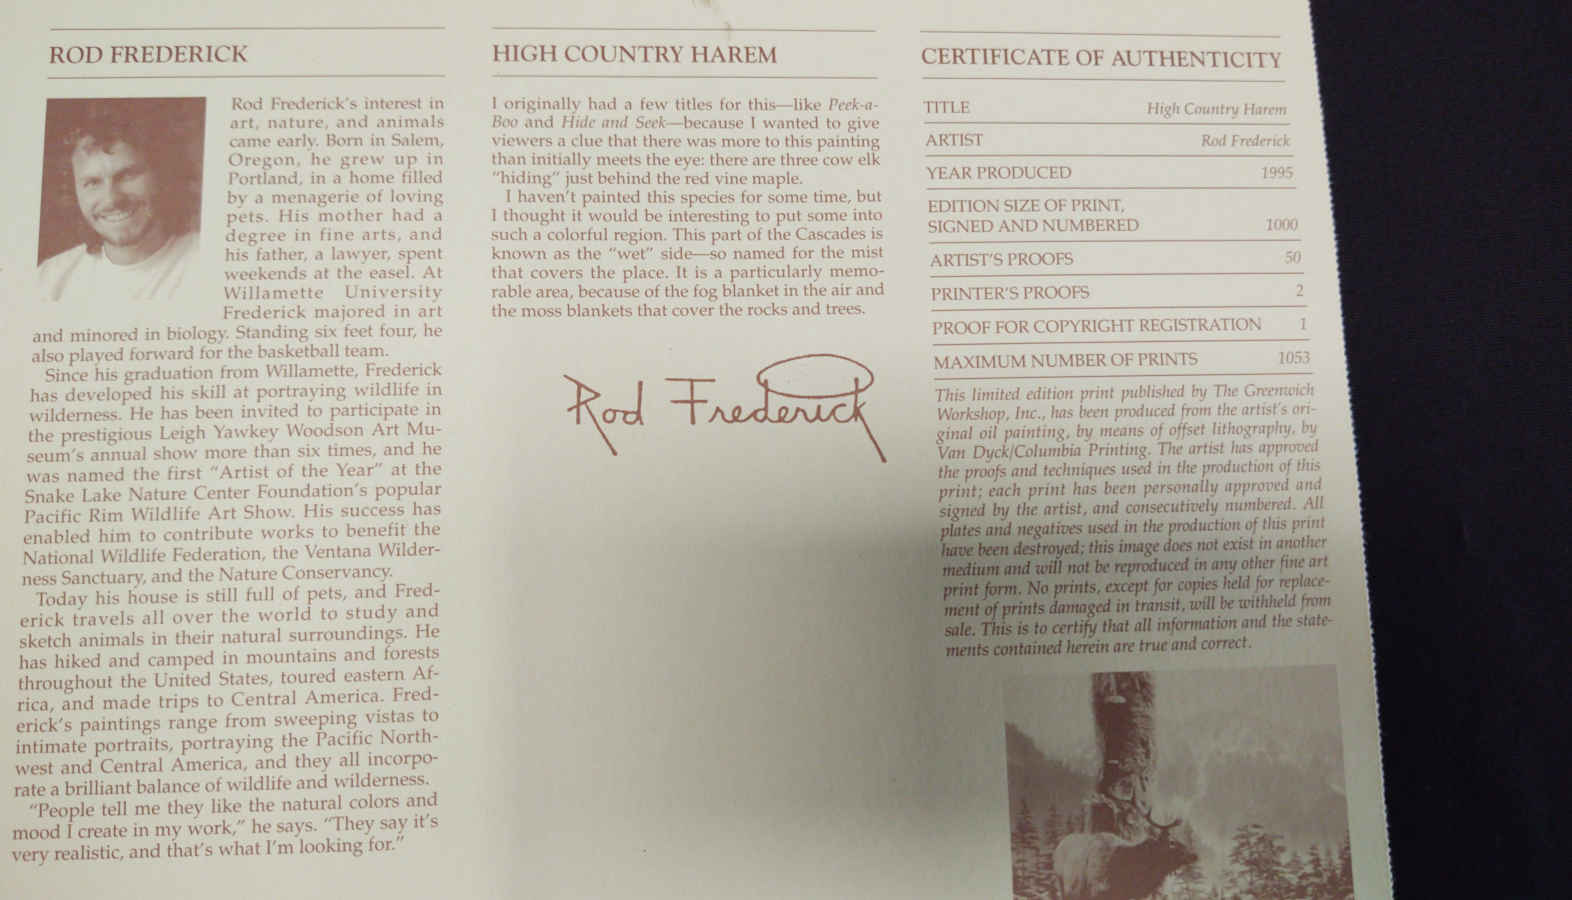 ROD FREDERICK
Rod Frederick's interest in
art, nature, and animals
came early. Born in Salem,
Oregon, he grew up in
Portland, in a home filled
by a menagerie of loving
pets. His mother had a
degree in fine arts, and
his father, a lawyer, spent
weekends at the easel. At
Willamette University
Frederick majored in art
and minored in biology. Standing six feet four, he
also played forward for the basketball team.
Since his graduation from Willamette, Frederick
has developed his skill at portraying wildlife in
wilderness. He has been invited to participate in
the prestigious Leigh Yawkey Woodson Art Mu-
seum's annual show more than six times, and he
was named the first "Artist of the Year" at the
Snake Lake Nature Center Foundation's popular
Pacific Rim Wildlife Art Show. His success has
enabled him to contribute works to benefit the
National Wildlife Federation, the Ventana Wilder-
ness Sanctuary, and the Nature Conservancy.
Today his house is still full of pets, and Fred-
erick travels all over the world to study and
sketch animals in their natural surroundings. He
has hiked and camped in mountains and forests
throughout the United States, toured eastern Af-
rica, and made trips to Central America. Fred-
erick's paintings range from sweeping vistas to
intimate portraits, portraying the Pacific North-
west and Central America, and they all incorpo-
rate a brilliant balance of wildlife and wilderness.
"People tell me they like the natural colors and
mood I create in my work," he says. "They say it's
very realistic, and that's what I'm looking for."
HIGH COUNTRY HAREM
I originally had a few titles for this—like Peek-a-
Boo and Hide and Seek—because I wanted to give
viewers a clue that there was more to this painting
than initially meets the eye: there are three cow elk
"hiding" just behind the red vine maple.
I haven't painted this species for some time, but
I thought it would be interesting to put some into
such a colorful region. This part of the Cascades is
known as the "wet" side—so named for the mist
that covers the place. It is a particularly memo-
rable area, because of the fog blanket in the air and
the moss blankets that cover the rocks and trees.
Rod Frederick
CERTIFICATE OF AUTHENTICITY
TITLE High Country Harem
ARTIST Rod Frederick
YEAR PRODUCED 1995
EDITION SIZE OF PRINT,
SIGNED AND NUMBERED 1000
ARTIST'S PROOFS 50
PRINTER'S PROOFS 2
PROOF FOR COPYRIGHT REGISTRATION 1
MAXIMUM NUMBER OF PRINTS 1053
This limited edition print published by The Greenwich
Workshop, Inc., has been produced from the artist's ori-
ginal oil painting, by means of offset lithography, by
Van Dyck/Columbia Printing. The artist has approved
the proofs and techniques used in the production of this
print; each print has been personally approved and
signed by the artist, and consecutively numbered. All
plates and negatives used in the production of this print
have been destroyed; this image does not exist in another
medium and will not be reproduced in any other fine art
print form. No prints, except for copies held for replace-
ment of prints damaged in transit, will be withheld from
sale. This is to certify that all information and the state-
ments contained herein are true and correct.